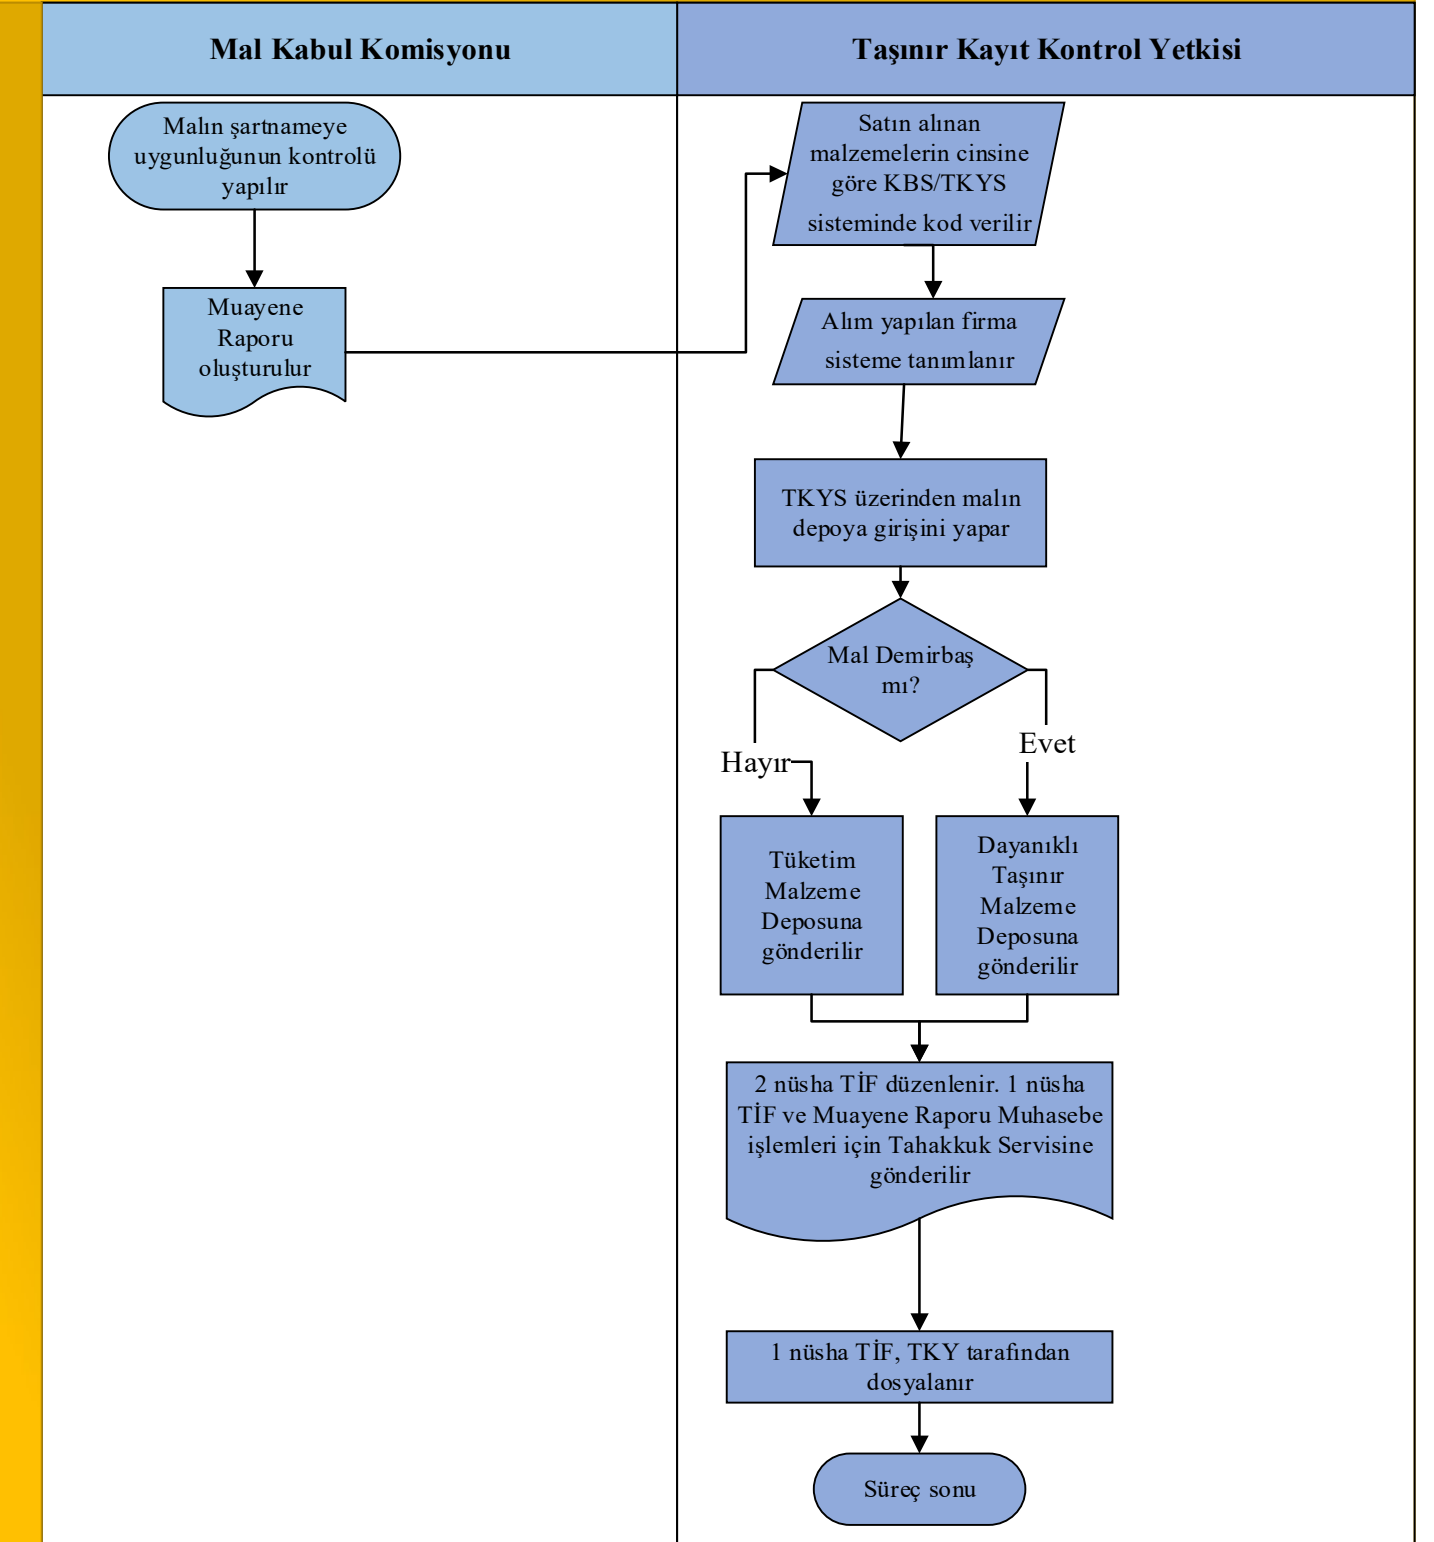 Mal Kabul Komisyonu
Taşınır Kayıt Kontrol Yetkisi
Malın şartnameye
uygunluğunun kontrolü
yapılır
Muayene
Raporu
oluşturulur
Satın alınan
malzemelerin cinsine
göre KBS/TKYS
sisteminde kod verilir
Alım yapılan firma
sisteme tanımlanır
TKYS üzerinden malın
depoya girişini yapar
Mal Demirbaş
mı?
Hayır
Evet
Tüketim
Malzeme
Deposuna
gönderilir
Dayanıklı
Taşınır
Malzeme
Deposuna
gönderilir
2 nüsha TİF düzenlenir. 1 nüsha
TİF ve Muayene Raporu Muhasebe
işlemleri için Tahakkuk Servisine
gönderilir
1 nüsha TİF, TKY tarafından
dosyalanır
Süreç sonu